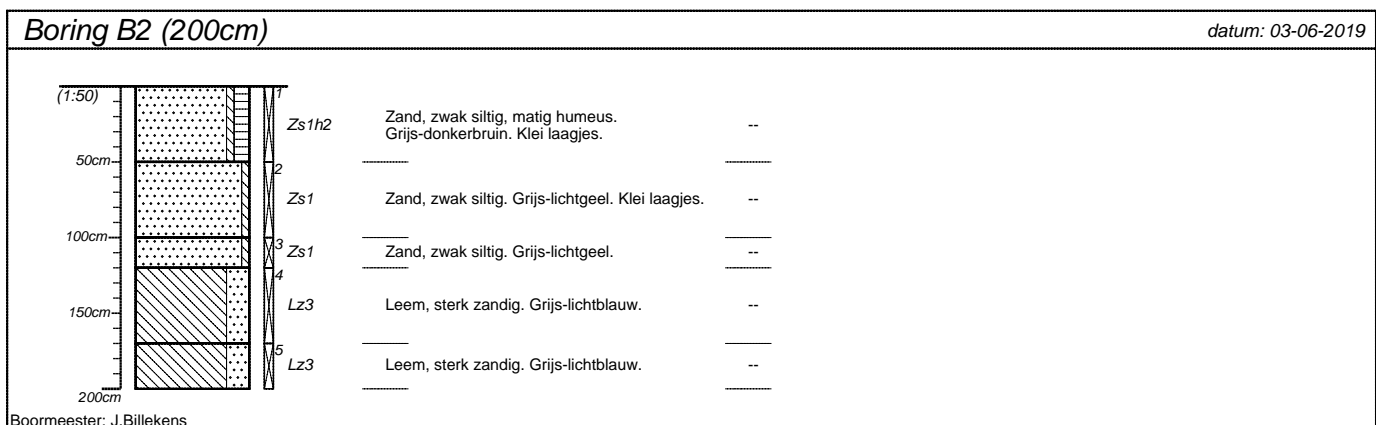 Boring B2 (200cm)
datum: 03-06-2019
(1:50)
1
Zs1h2
Zand, zwak siltig, matig humeus.
Grijs-donkerbruin. Klei laagjes.
--
50cm
2
Zs1
Zand, zwak siltig. Grijs-lichtgeel. Klei laagjes.
--
100cm
3
Zs1
Zand, zwak siltig. Grijs-lichtgeel.
--
4
Lz3
Leem, sterk zandig. Grijs-lichtblauw.
--
150cm
5
Lz3
Leem, sterk zandig. Grijs-lichtblauw.
--
200cm
Boormeester: J.Billekens